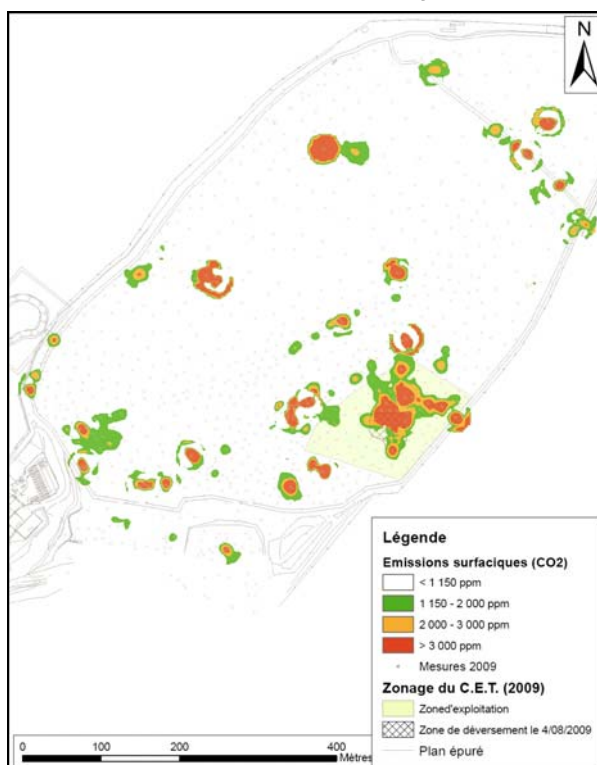 N
Légende
Emissions surfaciques (CO2)
< 1 150 ppm
1 150 - 2 000 ppm
2 000 - 3 000 ppm
> 3 000 ppm
Mesures 2009
Zonage du C.E.T. (2009)
Zoned'exploitation
Zone de déversement le 4/08/2009
Plan épuré
0 100 200 400
Mètres